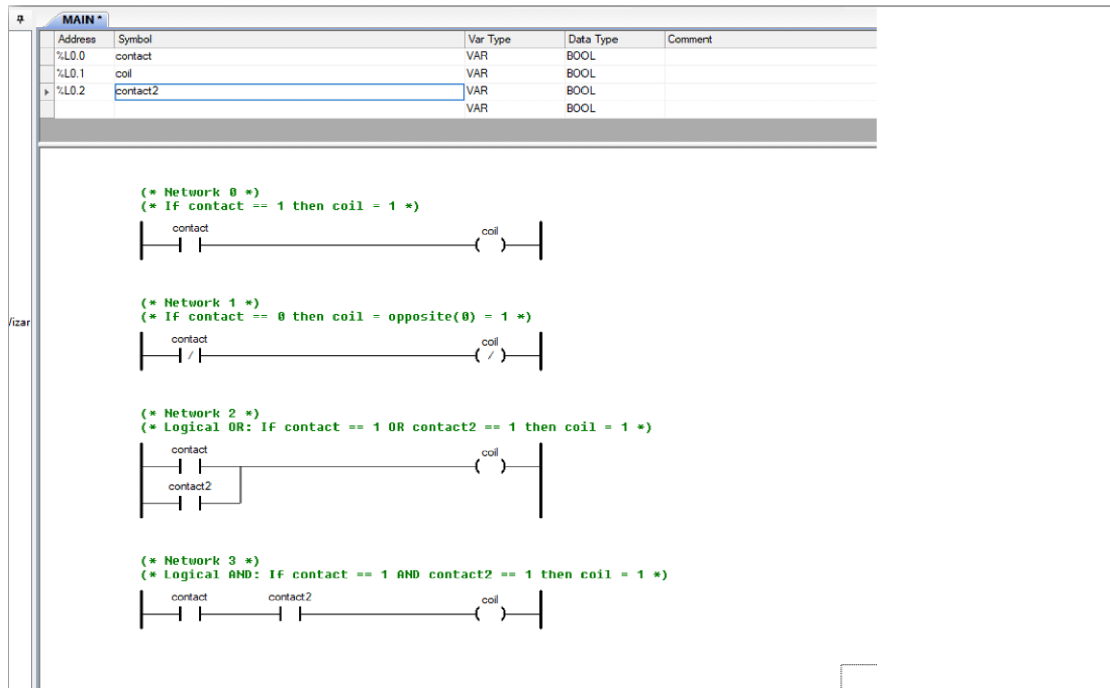 MAIN *
Address Symbol Var Type Data Type Comment
%L0.0 contact VAR BOOL
%L0.1 coil VAR BOOL
%L0.2 contact2 VAR BOOL
VAR BOOL
(* Network 0 *)
(* If contact == 1 then coil = 1 *)
contact coil
(* Network 1 *)
(* If contact == 0 then coil = opposite(0) = 1 *)
/izar
contact coil
(* Network 2 *)
(* Logical OR: If contact == 1 OR contact2 == 1 then coil = 1 *)
contact coil
contact2
(* Network 3 *)
(* Logical AND: If contact == 1 AND contact2 == 1 then coil = 1 *)
contact contact2 coil